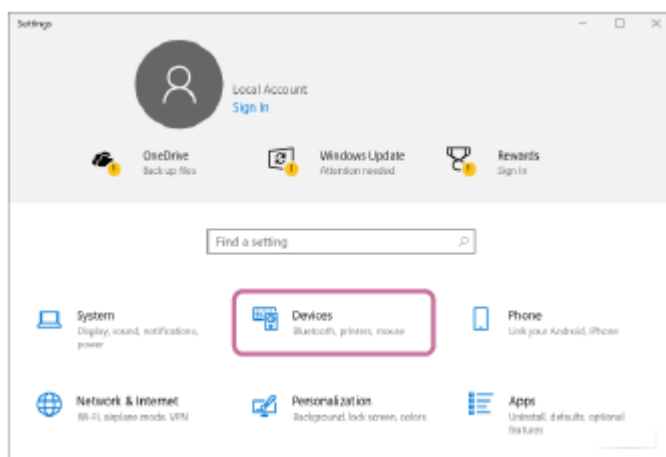 Settings
Local Account
Sign In
OneDrive
Back up files
Windows Update
Attention needed
Rewards
Sign In
Find a setting
System
Display, sound, notifications,
power
Devices
Bluetooth, printers, mouse
Phone
Link your Android, iPhone
Network & Internet
Wi-Fi, airplane mode, VPN
Personalization
Background, lock screen, colors
Apps
Uninstall, defaults, optional
features